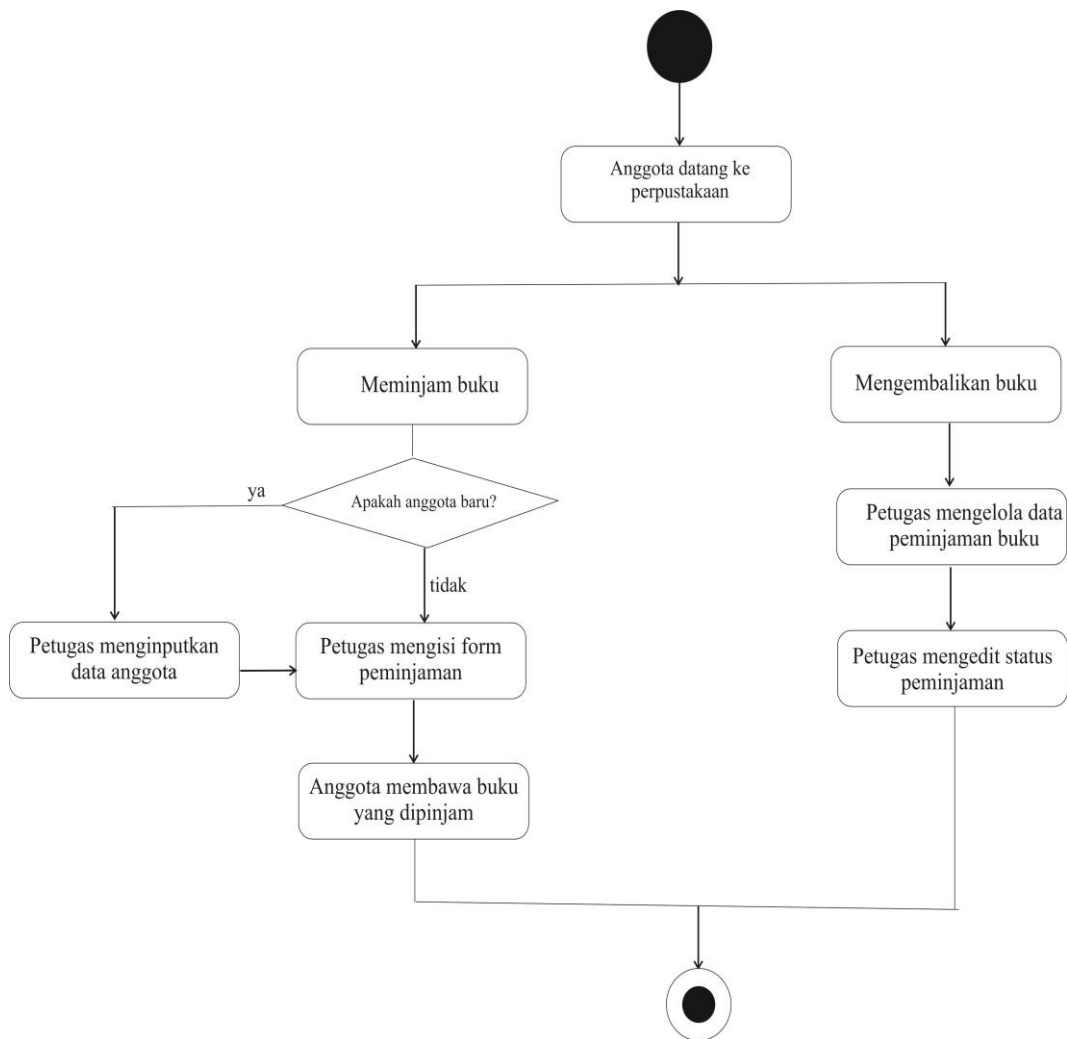 Anggota datang ke
perpustakaan
Meminjam buku
Mengembalikan buku
ya
Apakah anggota baru?
tidak
Petugas mengelola data
peminjaman buku
Petugas menginputkan
data anggota
Petugas mengisi form
peminjaman
Petugas mengedit status
peminjaman
Anggota membawa buku
yang dipinjam